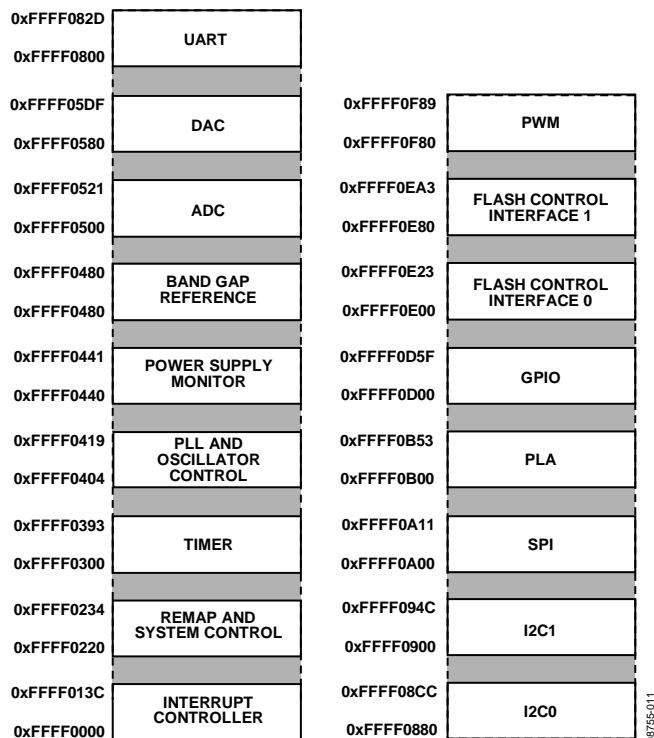 0xFFFF082D
UART
0xFFFF0800
0xFFFF05DF
DAC
0xFFFF0580
0xFFFF0521
ADC
0xFFFF0500
0xFFFF0480
BAND GAP
REFERENCE
0xFFFF0480
0xFFFF0441
POWER SUPPLY
MONITOR
0xFFFF0440
0xFFFF0419
PLL AND
OSCILLATOR
CONTROL
0xFFFF0404
0xFFFF0393
TIMER
0xFFFF0300
0xFFFF0234
REMAP AND
SYSTEM CONTROL
0xFFFF0220
0xFFFF013C
INTERRUPT
CONTROLLER
0xFFFF0000
0xFFFF0F89
PWM
0xFFFF0F80
0xFFFF0EA3
FLASH CONTROL
INTERFACE 1
0xFFFF0E80
0xFFFF0E23
FLASH CONTROL
INTERFACE 0
0xFFFF0E00
0xFFFF0D5F
GPIO
0xFFFF0D00
0xFFFF0B53
PLA
0xFFFF0B00
0xFFFF0A11
SPI
0xFFFF0A00
0xFFFF094C
I2C1
0xFFFF0900
0xFFFF08CC
I2C0
0xFFFF0880
8755-011